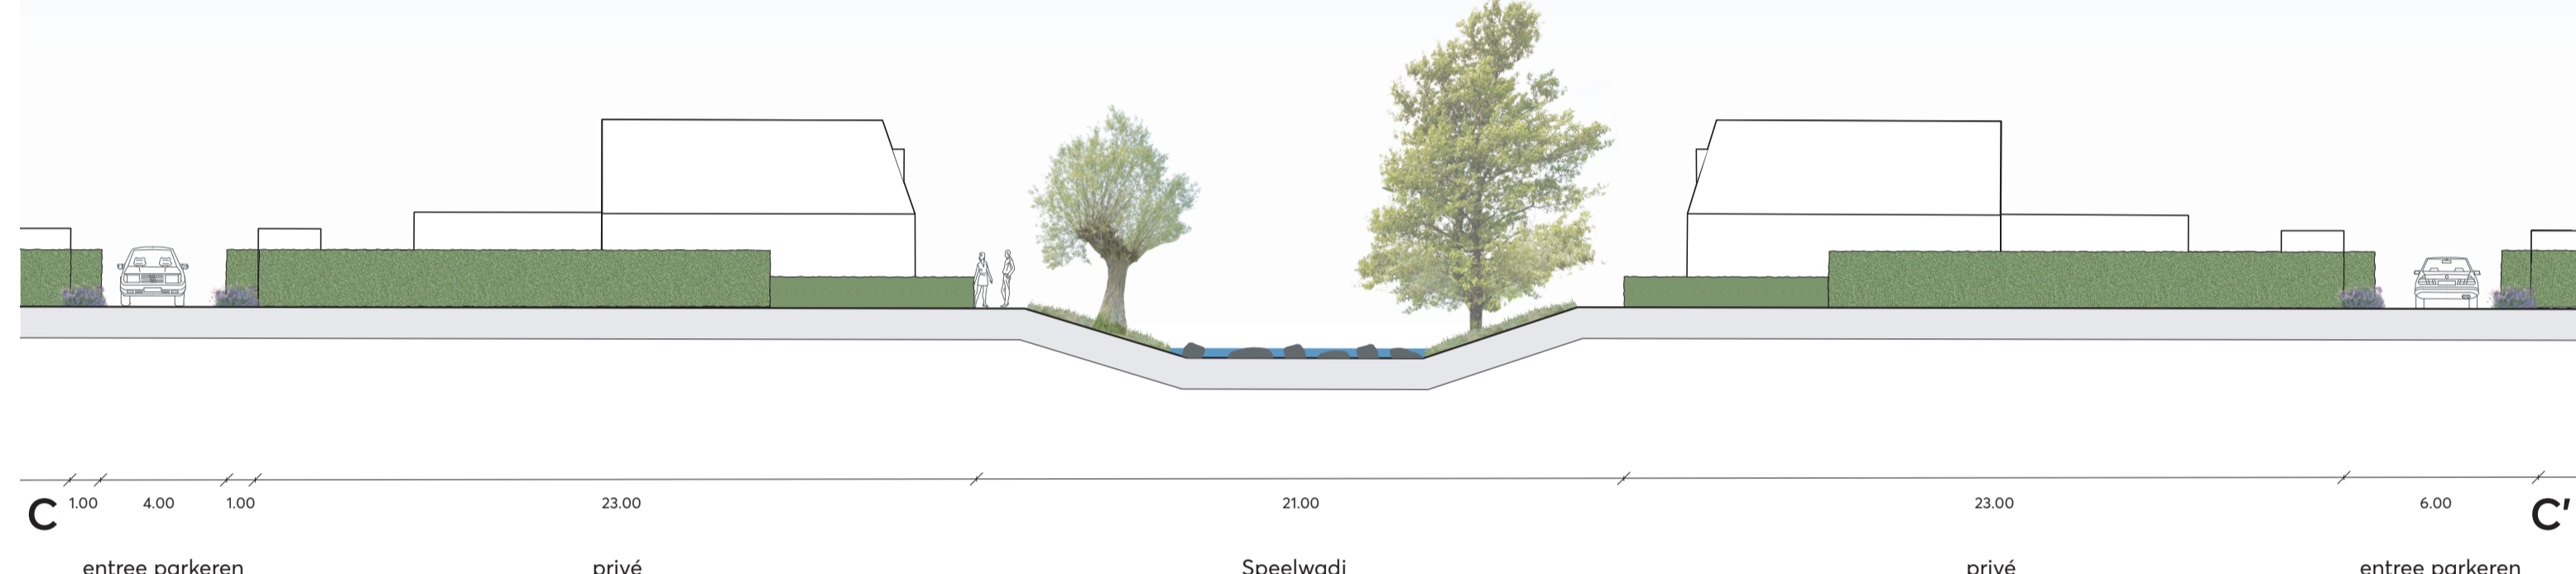 C 1.00 4.00 1.00 23.00 21.00 23.00 6.00 C'
entree parkeren privé Speelwadi privé entree parkeren